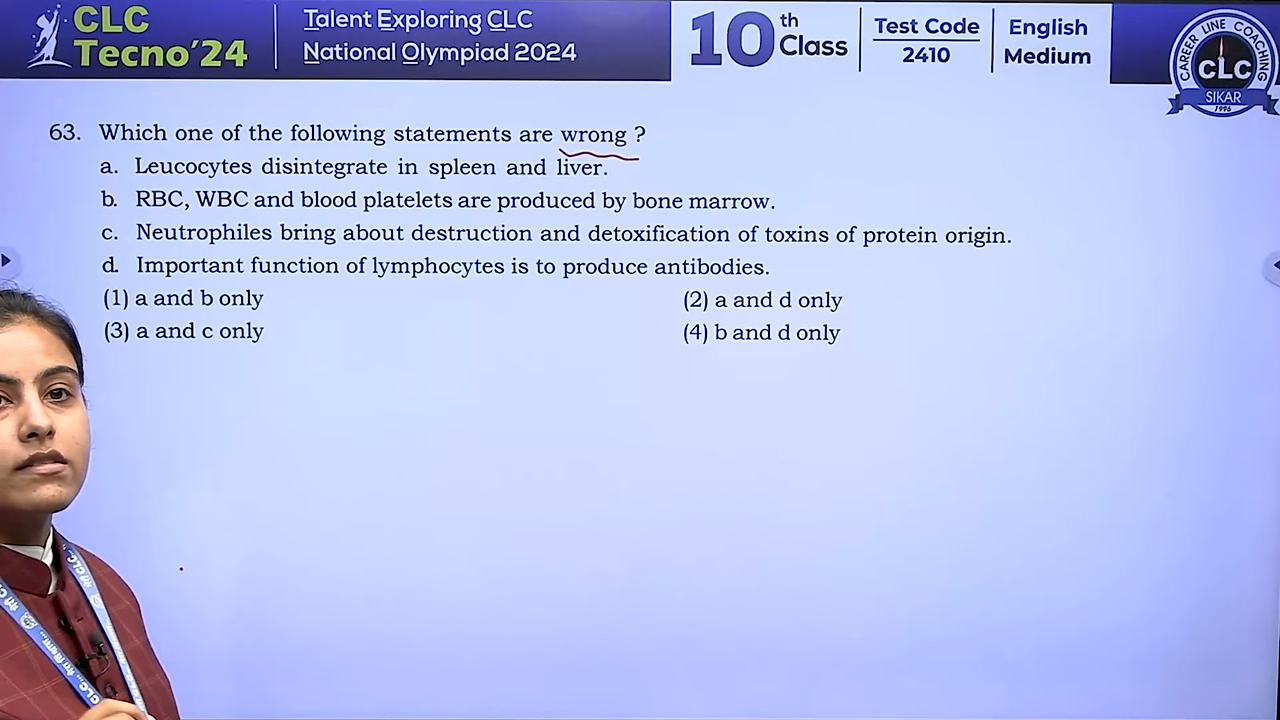 CLC
Tecno'24
Talent Exploring CLC
National Olympiad 2024
10th Class
Test Code
2410
English
Medium
CAREER LINE COACHING
CLC
SIKAR
1996
63. Which one of the following statements are wrong ?
a. Leucocytes disintegrate in spleen and liver.
b. RBC, WBC and blood platelets are produced by bone marrow.
c. Neutrophiles bring about destruction and detoxification of toxins of protein origin.
d. Important function of lymphocytes is to produce antibodies.
(1) a and b only (2) a and d only
(3) a and c only (4) b and d only
CLC